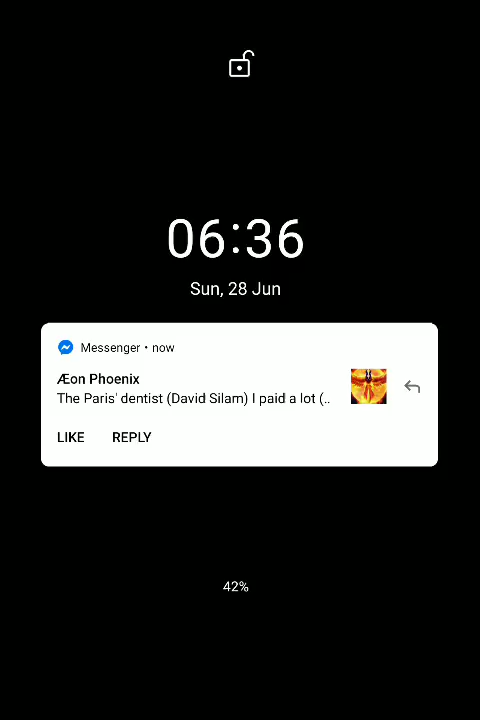 06:36
Sun, 28 Jun
Messenger • now
Æon Phoenix
The Paris' dentist (David Silam) I paid a lot (..
LIKE REPLY
42%